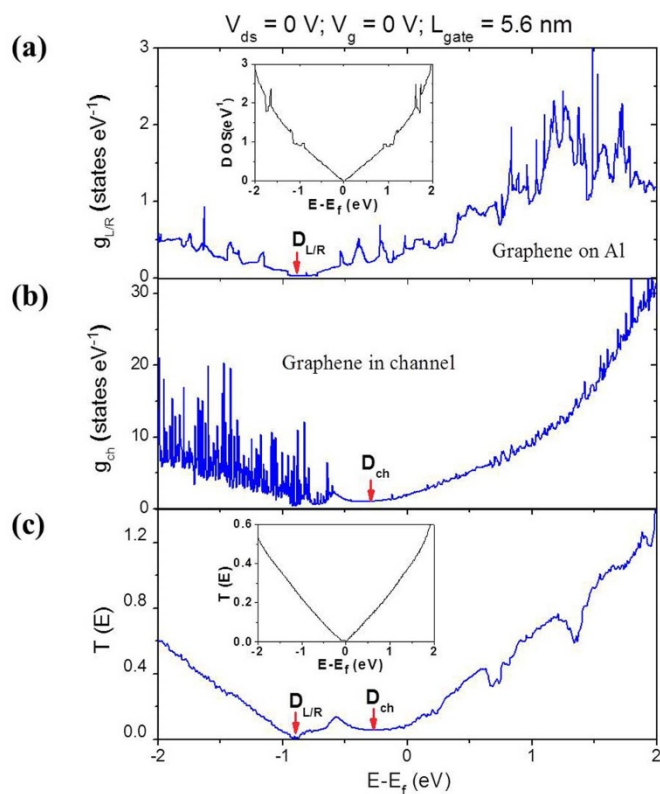 V_ds = 0 V; V_g = 0 V; L_gate = 5.6 nm
(a)
3
2
1
0
g_L/R (states eV⁻¹)
3
2
1
0
DOS(eV⁻¹)
-2 -1 0 1 2
E-E_f (eV)
D_L/R
Graphene on Al
(b)
30
20
10
0
g_ch (states eV⁻¹)
Graphene in channel
D_ch
(c)
1.2
0.8
0.4
0.0
T (E)
0.6
0.4
0.2
0.0
T (E)
-2 -1 0 1 2
E-E_f (eV)
D_L/R
D_ch
-2 -1 0 1 2
E-E_f (eV)